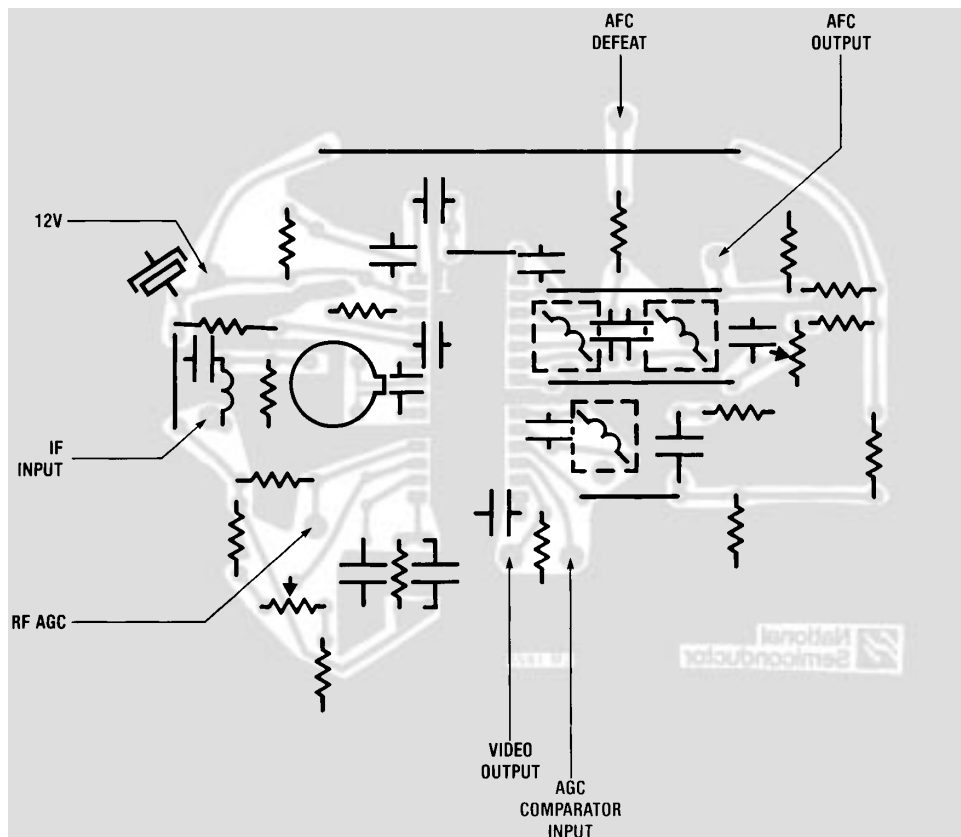 AFC
DEFEAT
AFC
OUTPUT
12V
IF
INPUT
RF AGC
National
Semiconductor
VIDEO
OUTPUT
AGC
COMPARATOR
INPUT